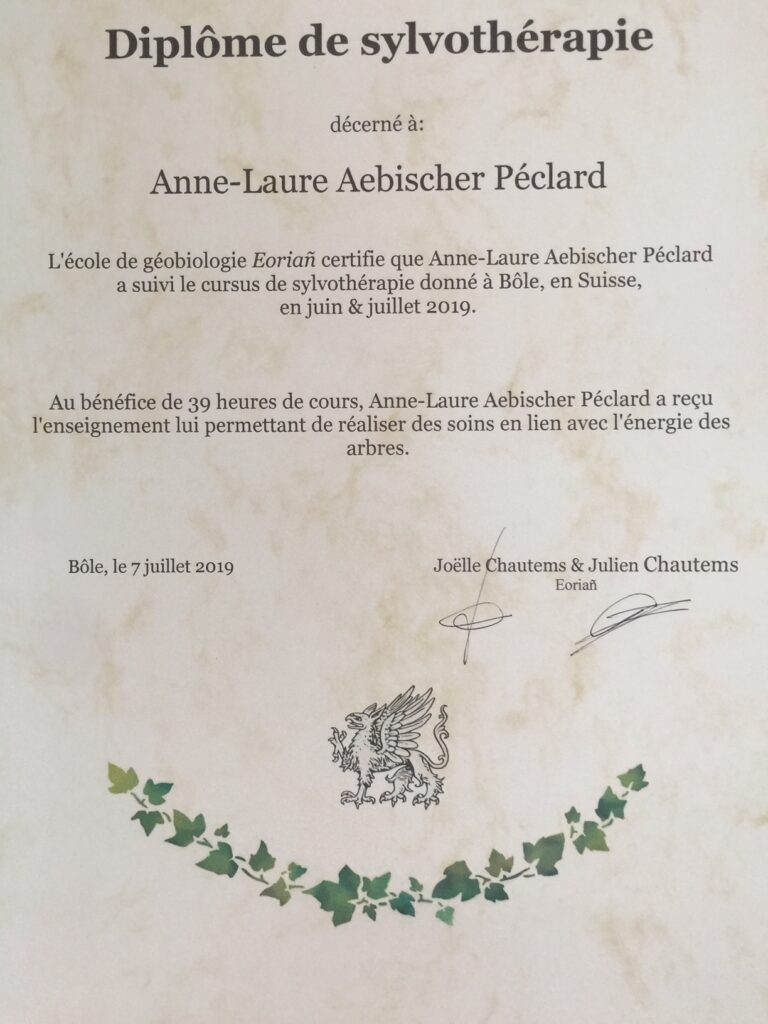 Diplôme de sylvothérapie
décerné à:
Anne-Laure Aebischer Péclard
L'école de géobiologie Eoriañ certifie que Anne-Laure Aebischer Péclard
a suivi le cursus de sylvothérapie donné à Bôle, en Suisse,
en juin & juillet 2019.
Au bénéfice de 39 heures de cours, Anne-Laure Aebischer Péclard a reçu
l'enseignement lui permettant de réaliser des soins en lien avec l'énergie des
arbres.
Bôle, le 7 juillet 2019
Joëlle Chautems & Julien Chautems
Eoriañ